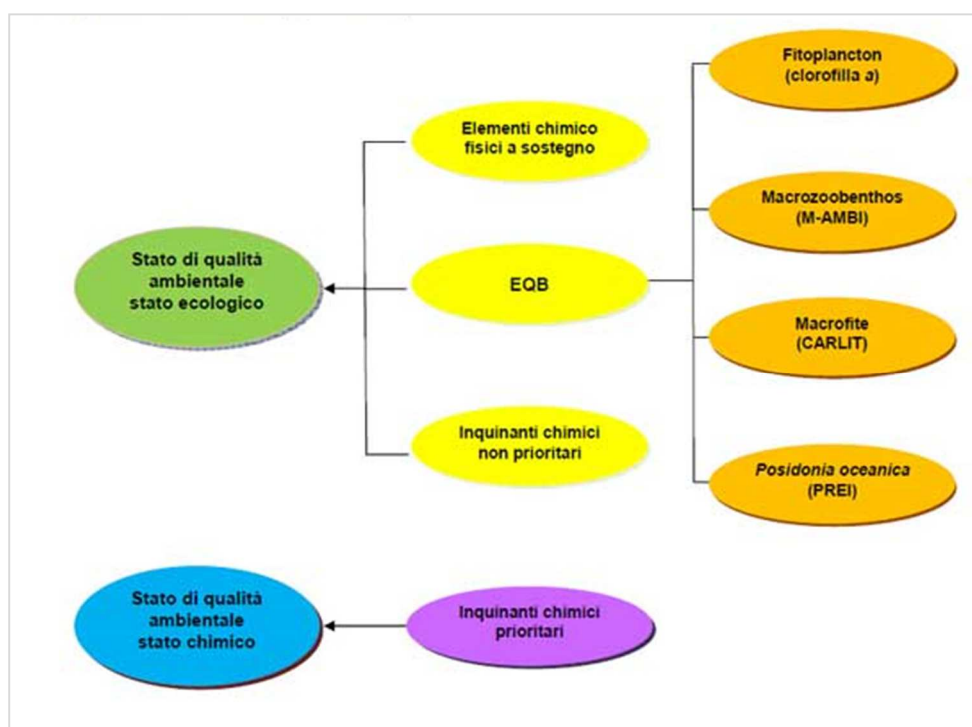 Fitoplancton
(clorofilla a)
Elementi chimico
fisici a sostegno
Macrozoobenthos
(M-AMBI)
Stato di qualità
ambientale
stato ecologico
EQB
Macrofite
(CARLIT)
Inquinanti chimici
non prioritari
Posidonia oceanica
(PREI)
Stato di qualità
ambientale
stato chimico
Inquinanti chimici
prioritari